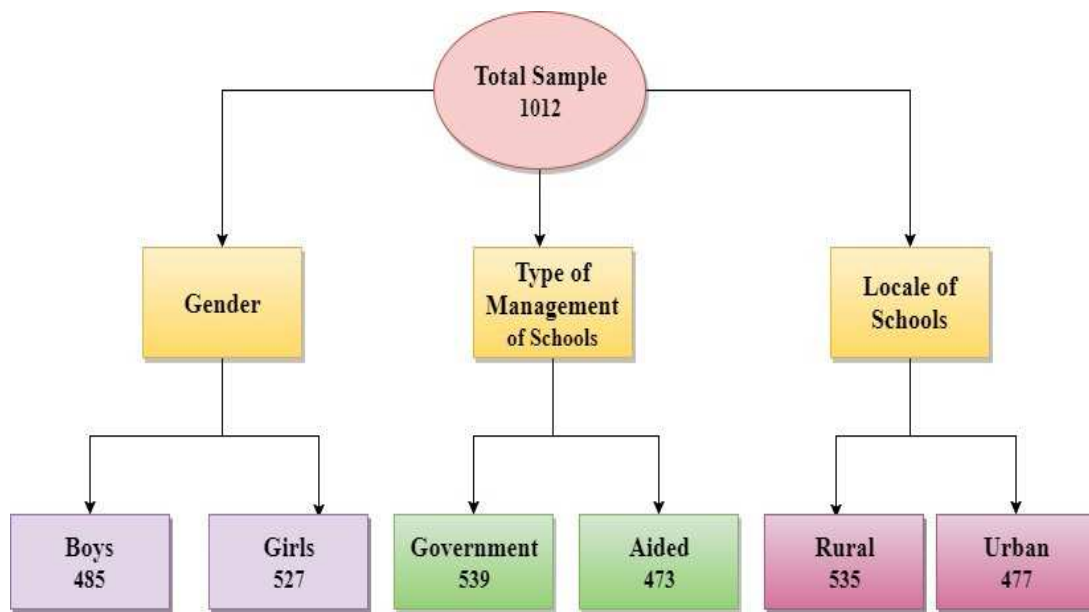 Total Sample
1012
Gender
Type of
Management
of Schools
Locale of
Schools
Boys
485
Girls
527
Government
539
Aided
473
Rural
535
Urban
477